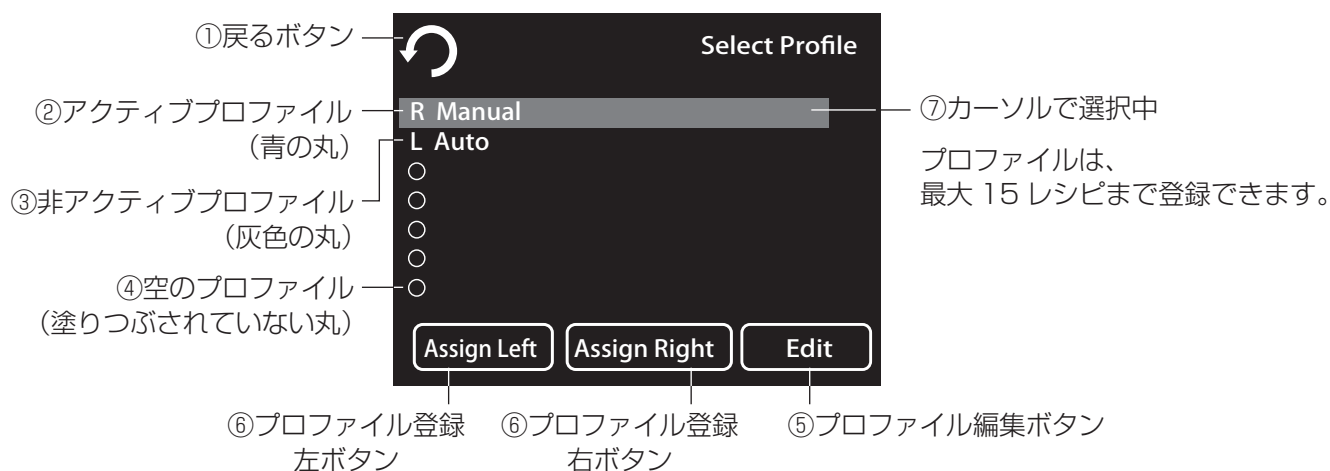 ①戻るボタン
Select Profile
②アクティブプロファイル
（青の丸）
R Manual
⑦カーソルで選択中
L Auto
プロファイルは、
最大 15 レシピまで登録できます。
③非アクティブプロファイル
（灰色の丸）
④空のプロファイル
（塗りつぶされていない丸）
Assign Left
Assign Right
Edit
⑥プロファイル登録
左ボタン
⑥プロファイル登録
右ボタン
⑤プロファイル編集ボタン